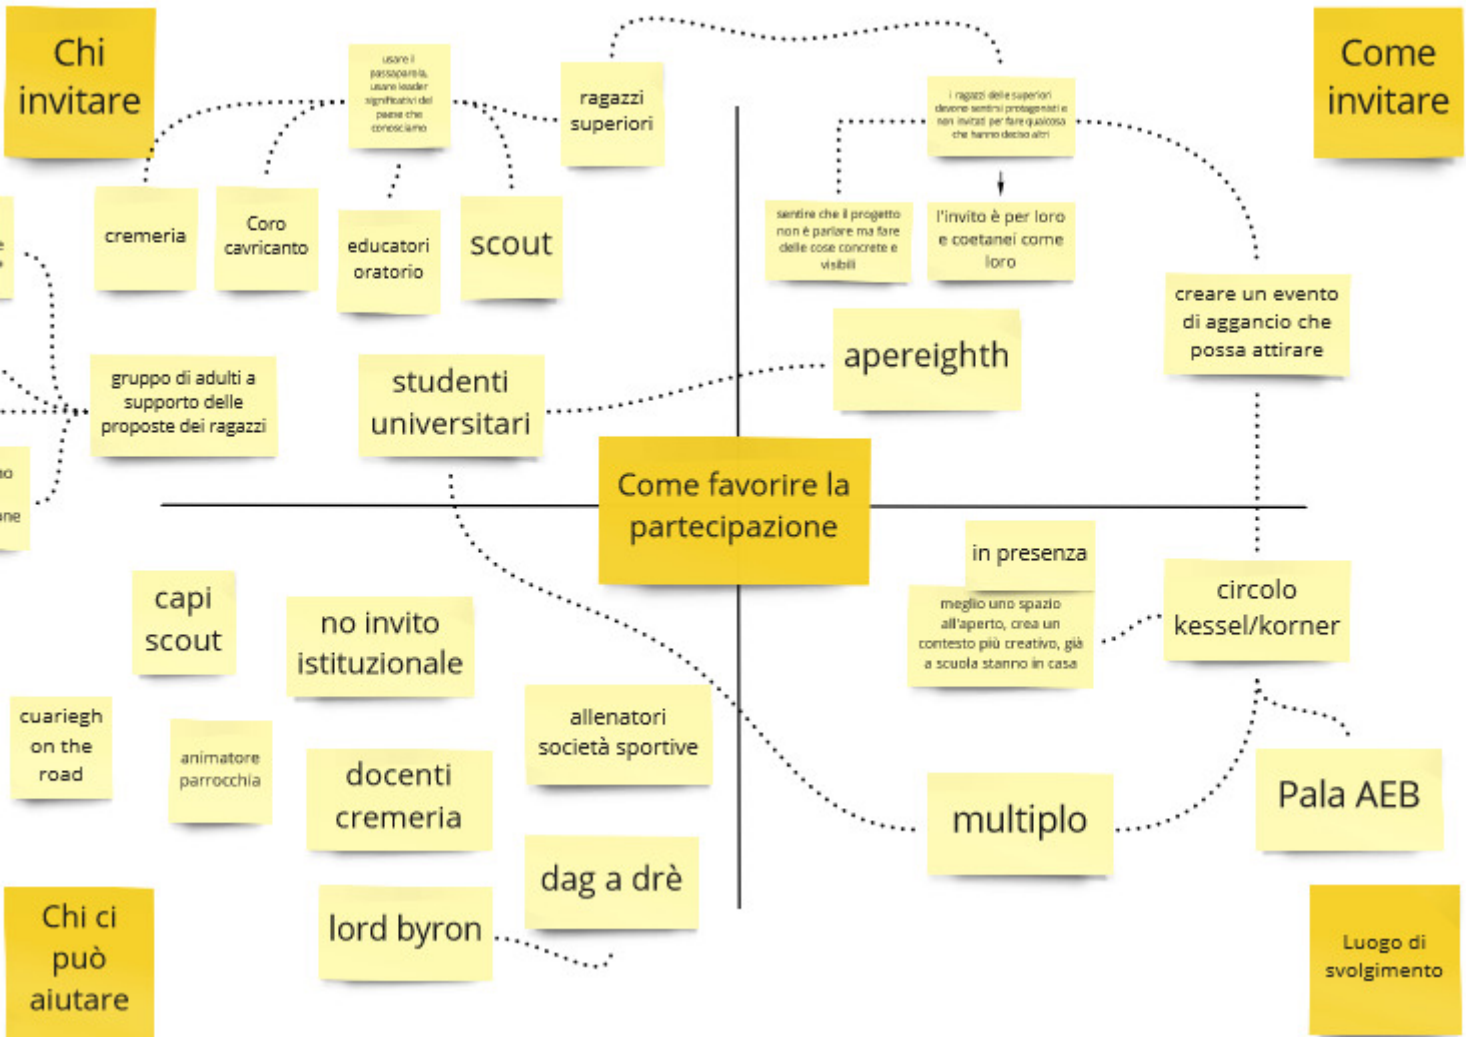 Chi
invitare
usare il
passaparola,
usare leader
significativi del
paese che
conosciamo
ragazzi
superiori
cremeria
Coro
cavricanto
educatori
oratorio
scout
gruppo di adulti a
supporto delle
proposte dei ragazzi
studenti
universitari
Come
invitare
i ragazzi delle superiori
devono sentirsi protagonisti e
non invitati per fare qualcosa
che hanno deciso altri
sentire che il progetto
non è parlare ma fare
delle cose concrete e
visibili
l'invito è per loro
e coetanei come
loro
creare un evento
di aggancio che
possa attirare
apereighth
Come favorire la
partecipazione
capi
scout
no invito
istituzionale
cuariegh
on the
road
animatore
parrocchia
docenti
cremeria
allenatori
società sportive
dag a drè
lord byron
Chi ci
può
aiutare
in presenza
meglio uno spazio
all'aperto, crea un
contesto più creativo, già
a scuola stanno in casa
circolo
kessel/korner
multiplo
Pala AEB
Luogo di
svolgimento